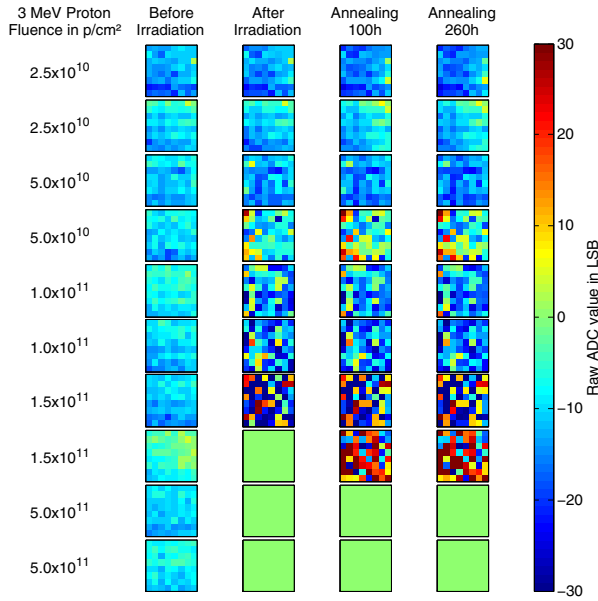 3 MeV Proton
Fluence in p/cm²
Before
Irradiation
After
Irradiation
Annealing
100h
Annealing
260h
2.5x10¹⁰
2.5x10¹⁰
5.0x10¹⁰
5.0x10¹⁰
1.0x10¹¹
1.0x10¹¹
1.5x10¹¹
1.5x10¹¹
5.0x10¹¹
5.0x10¹¹
30
20
10
0
−10
−20
−30
Raw ADC value in LSB